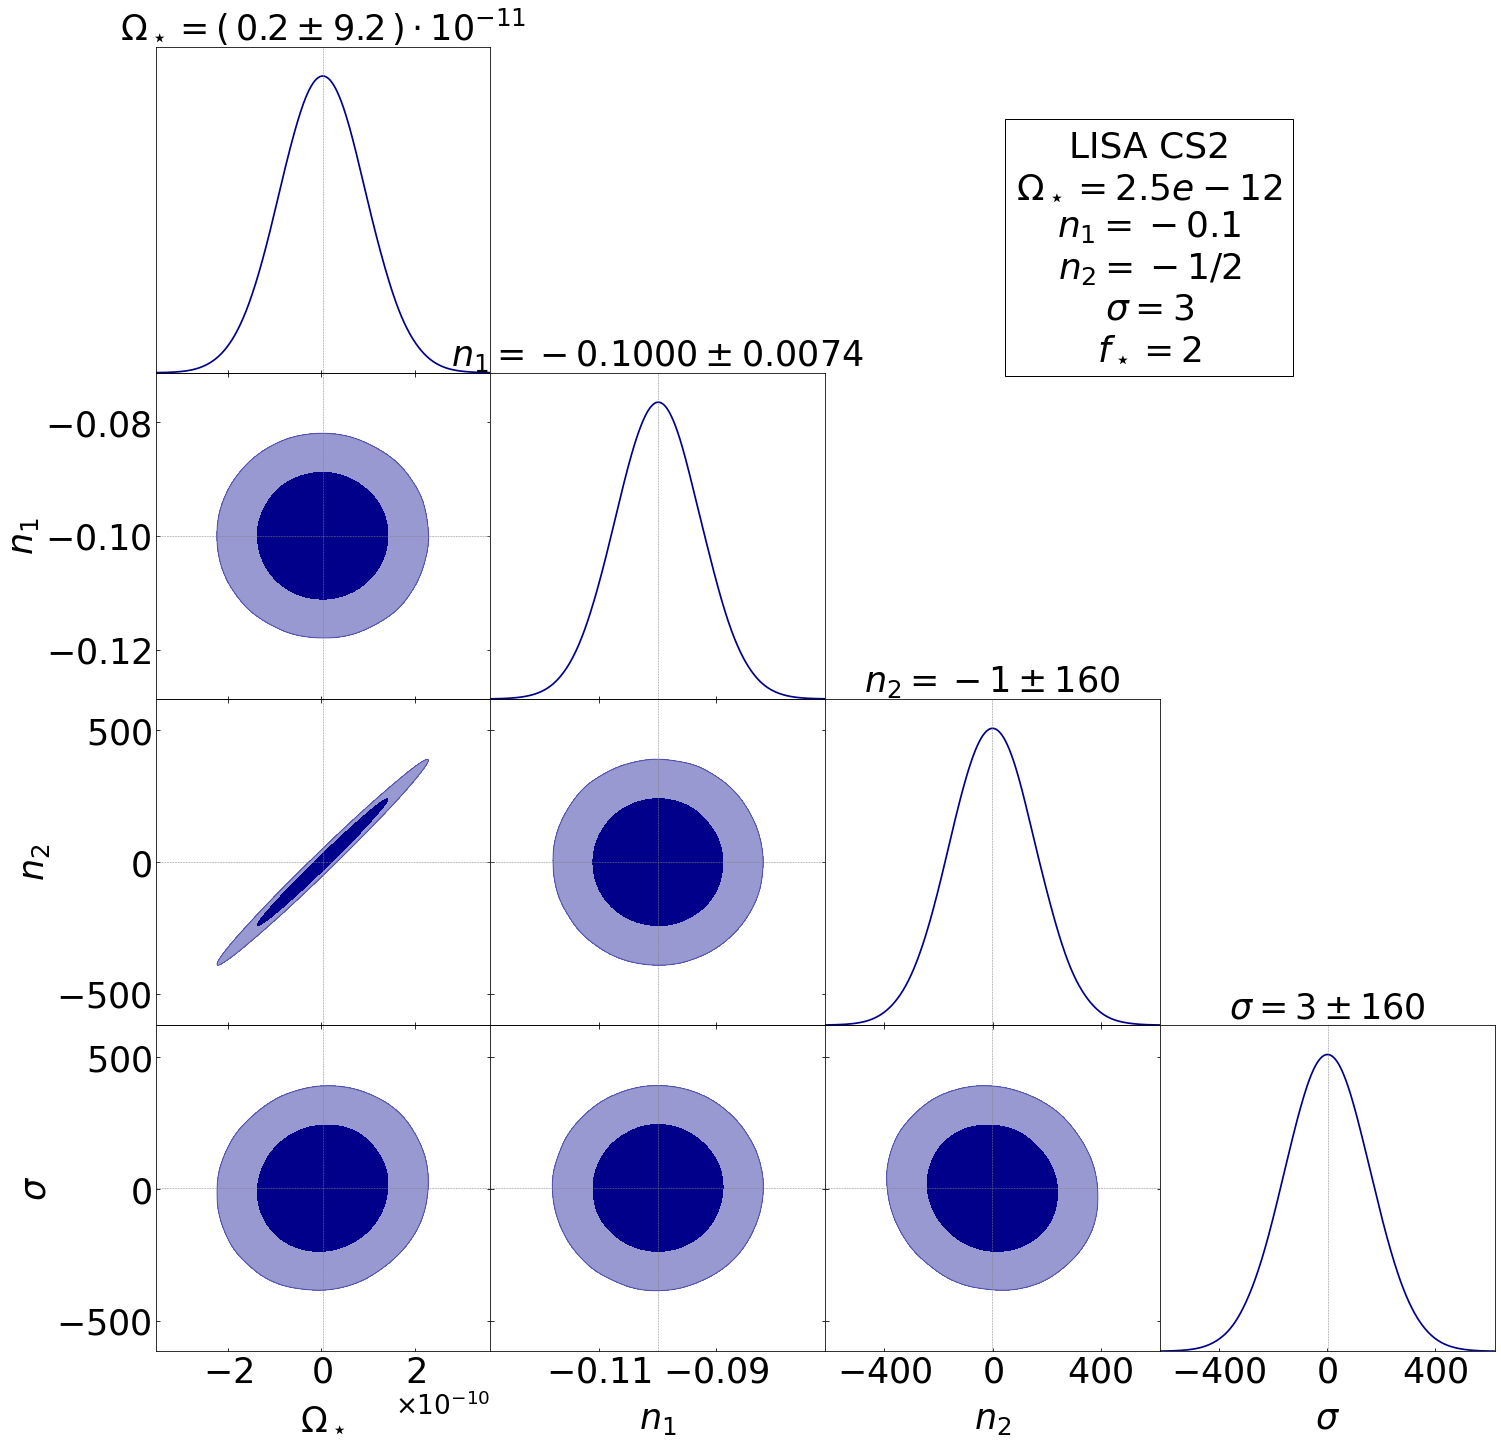 Ω⋆ = ( 0.2 ± 9.2 ) · 10⁻¹¹
LISA CS2
Ω⋆ = 2.5e − 12
n₁ = −0.1
n₂ = −1/2
σ = 3
f⋆ = 2
n₁ = −0.1000 ± 0.0074
−0.08
−0.10
−0.12
n₁
n₂ = −1 ± 160
500
0
−500
n₂
σ = 3 ± 160
500
0
−500
σ
−2 0 2
×10⁻¹⁰
Ω⋆
−0.11 −0.09
n₁
−400 0 400
n₂
−400 0 400
σ